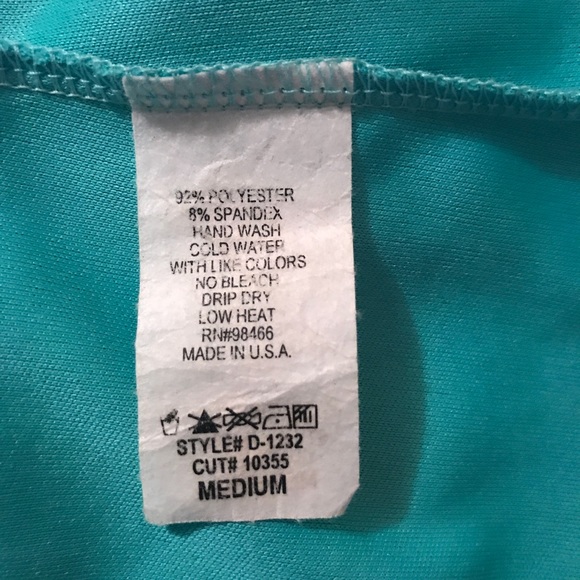 92% POLYESTER
8% SPANDEX
HAND WASH
COLD WATER
WITH LIKE COLORS
NO BLEACH
DRIP DRY
LOW HEAT
RN#98466
MADE IN U.S.A.
STYLE# D-1232
CUT# 10355
MEDIUM